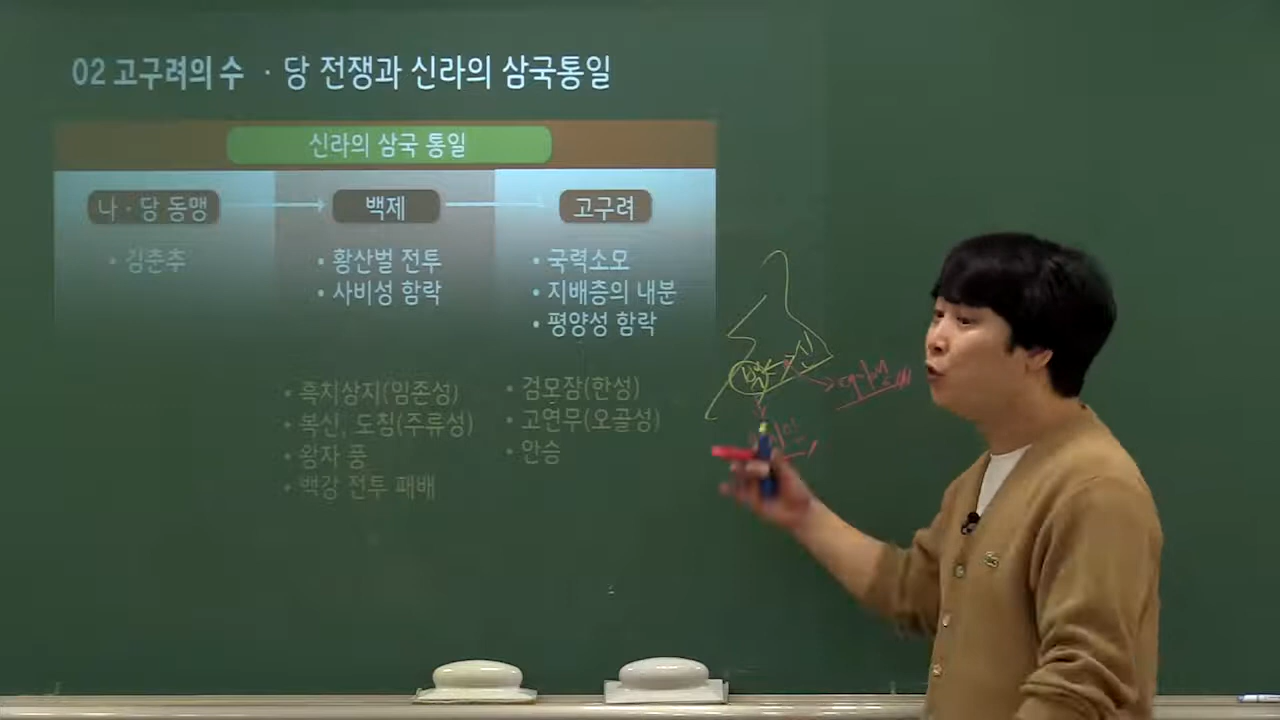 02 고구려의 수 · 당 전쟁과 신라의 삼국통일
신라의 삼국 통일
나 · 당 동맹
• 김춘추
백제
• 황산벌 전투
• 사비성 함락
• 흑치상지(임존성)
• 복신, 도침(주류성)
• 왕자 풍
• 백강 전투 패배
고구려
• 국력소모
• 지배층의 내분
• 평양성 함락
• 검모잠(한성)
• 고연무(오골성)
• 안승
신